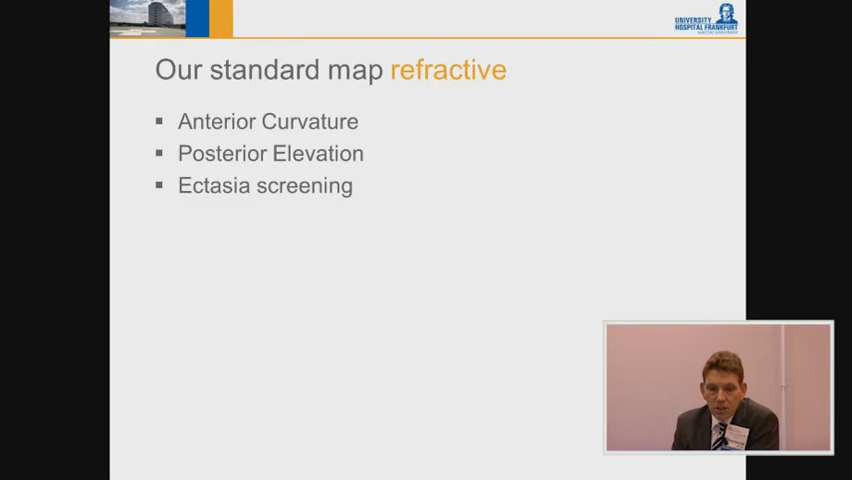 UNIVERSITY
HOSPITAL FRANKFURT
Our standard map refractive
Anterior Curvature
Posterior Elevation
Ectasia screening